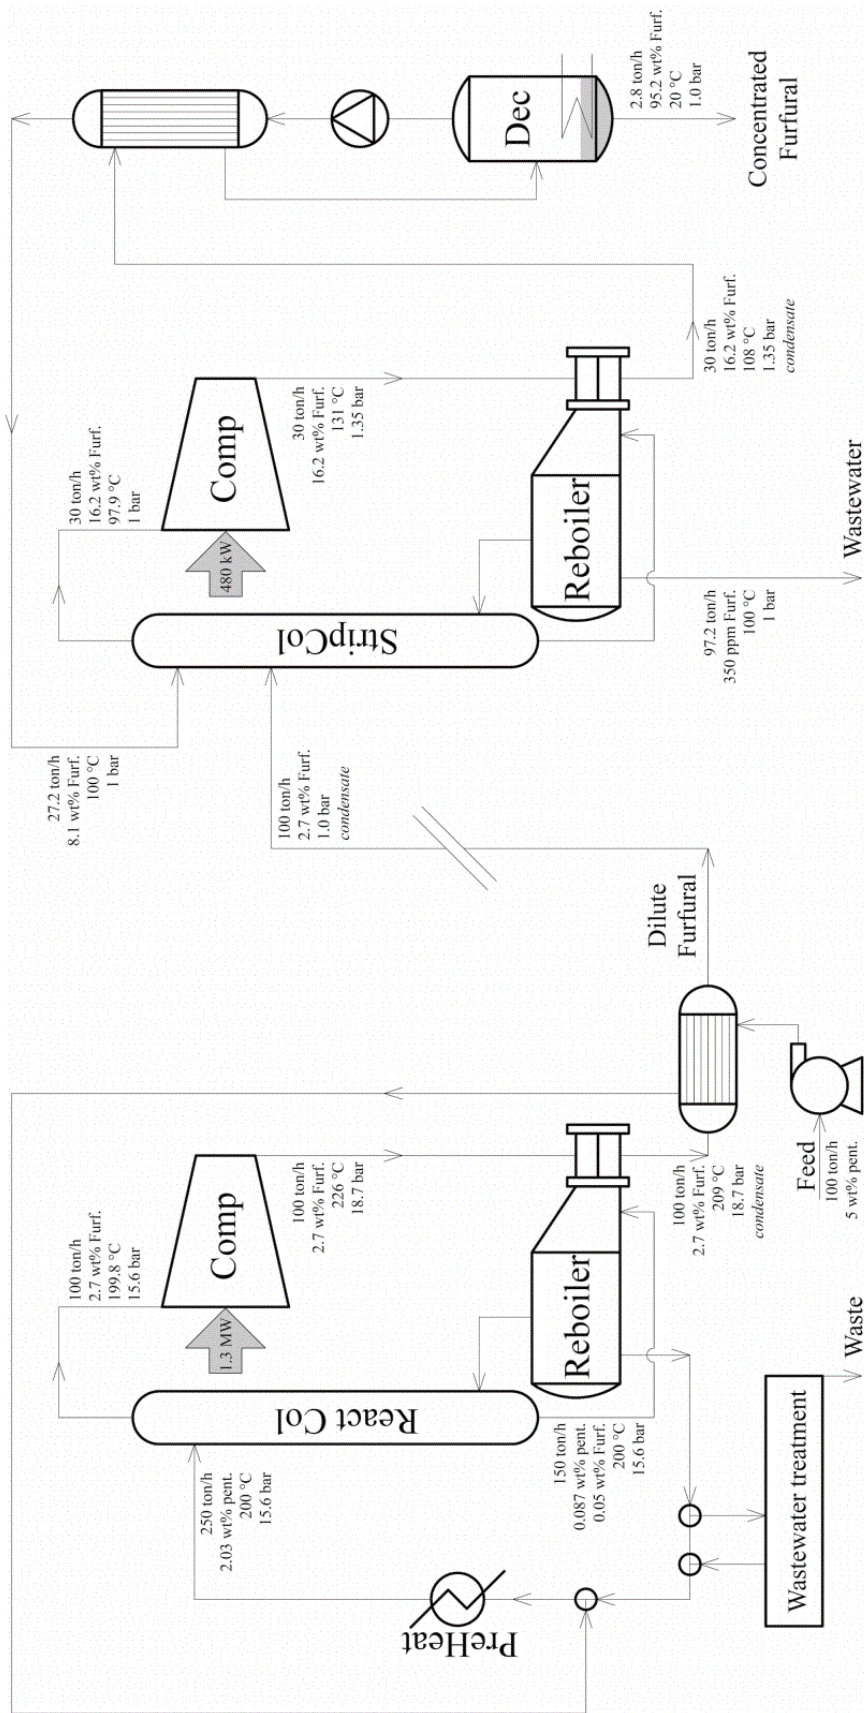 250 ton/h
2.03 wt% pent.
200 °C
15.6 bar
PreHeat
React Col
100 ton/h
2.7 wt% Furf.
199.8 °C
15.6 bar
1.3 MW
Comp
100 ton/h
2.7 wt% Furf.
226 °C
18.7 bar
Reboiler
150 ton/h
0.087 wt% pent.
0.05 wt% Furf.
200 °C
15.6 bar
Wastewater treatment
Waste
100 ton/h
2.7 wt% Furf.
209 °C
18.7 bar
condensate
Feed
100 ton/h
5 wt% pent.
Dilute
Furfural
27.2 ton/h
8.1 wt% Furf.
100 °C
1 bar
100 ton/h
2.7 wt% Furf.
1.0 bar
condensate
StripCol
30 ton/h
16.2 wt% Furf.
97.9 °C
1 bar
480 kW
Comp
30 ton/h
16.2 wt% Furf.
131 °C
1.35 bar
Reboiler
97.2 ton/h
350 ppm Furf.
100 °C
1 bar
Wastewater
30 ton/h
16.2 wt% Furf.
108 °C
1.35 bar
condensate
Dec
2.8 ton/h
95.2 wt% Furf.
20 °C
1.0 bar
Concentrated
Furfural